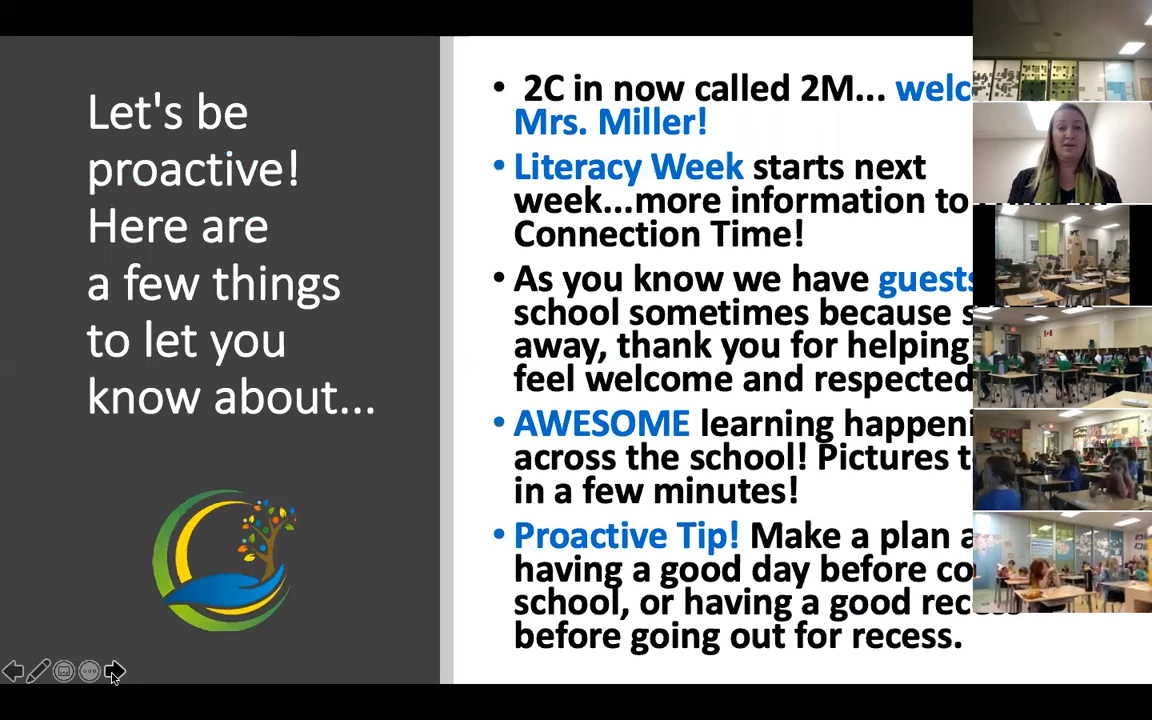 Let's be
proactive!
Here are
a few things
to let you
know about...
• 2C in now called 2M... welc
Mrs. Miller!
• Literacy Week starts next
week...more information to
Connection Time!
• As you know we have guests
school sometimes because s
away, thank you for helping
feel welcome and respected
• AWESOME learning happeni
across the school! Pictures t
in a few minutes!
• Proactive Tip! Make a plan a
having a good day before co
school, or having a good rec
before going out for recess.